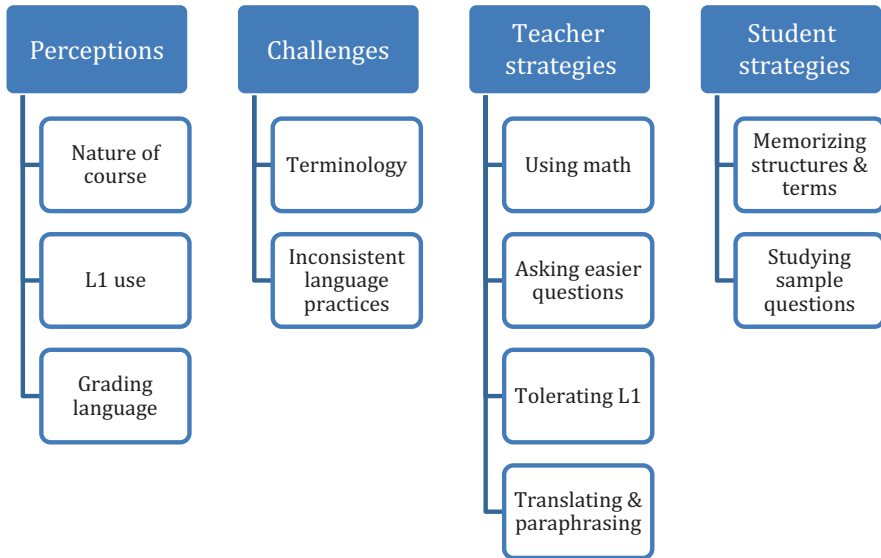 Perceptions
Nature of
course
L1 use
Grading
language
Challenges
Terminology
Inconsistent
language
practices
Teacher
strategies
Using math
Asking easier
questions
Tolerating L1
Translating &
paraphrasing
Student
strategies
Memorizing
structures &
terms
Studying
sample
questions